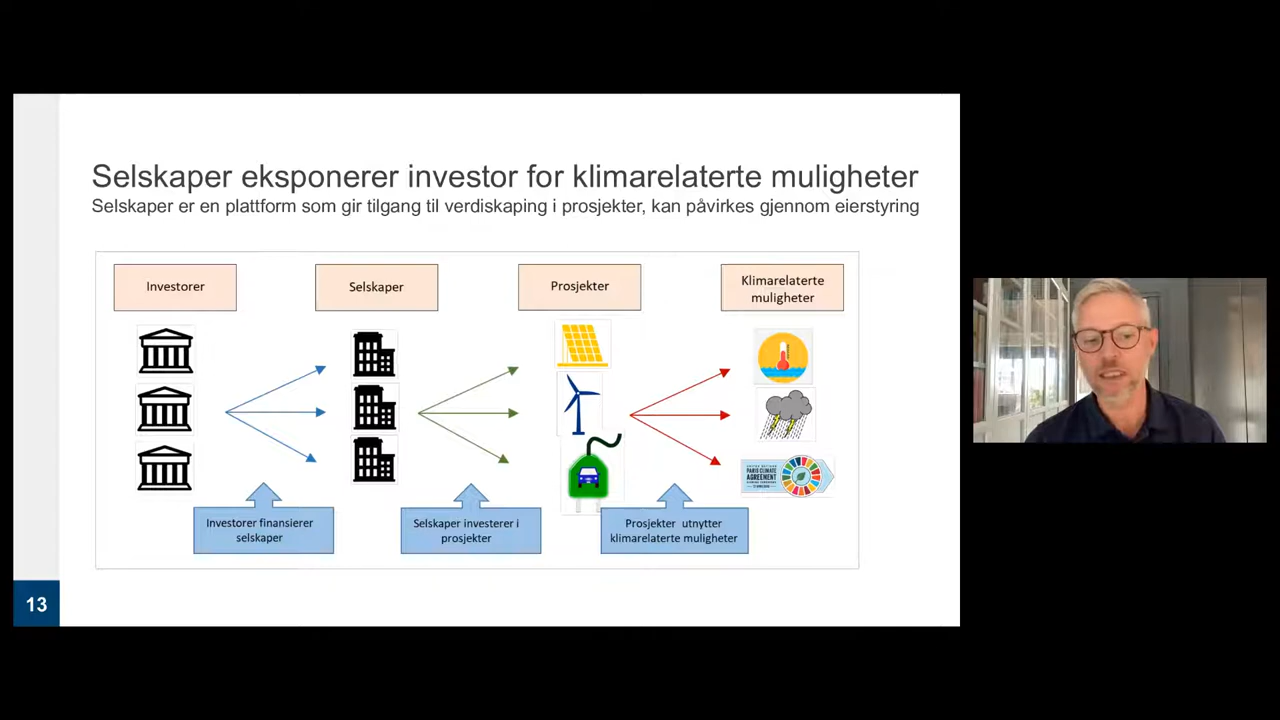 Selskaper eksponerer investor for klimarelaterte muligheter
Selskaper er en plattform som gir tilgang til verdiskaping i prosjekter, kan påvirkes gjennom eierstyring
Investorer
Selskaper
Prosjekter
Klimarelaterte
muligheter
PARIS CLIMATE
AGREEMENT
Investorer finansierer
selskaper
Selskaper investerer i
prosjekter
Prosjekter utnytter
klimarelaterte muligheter
13